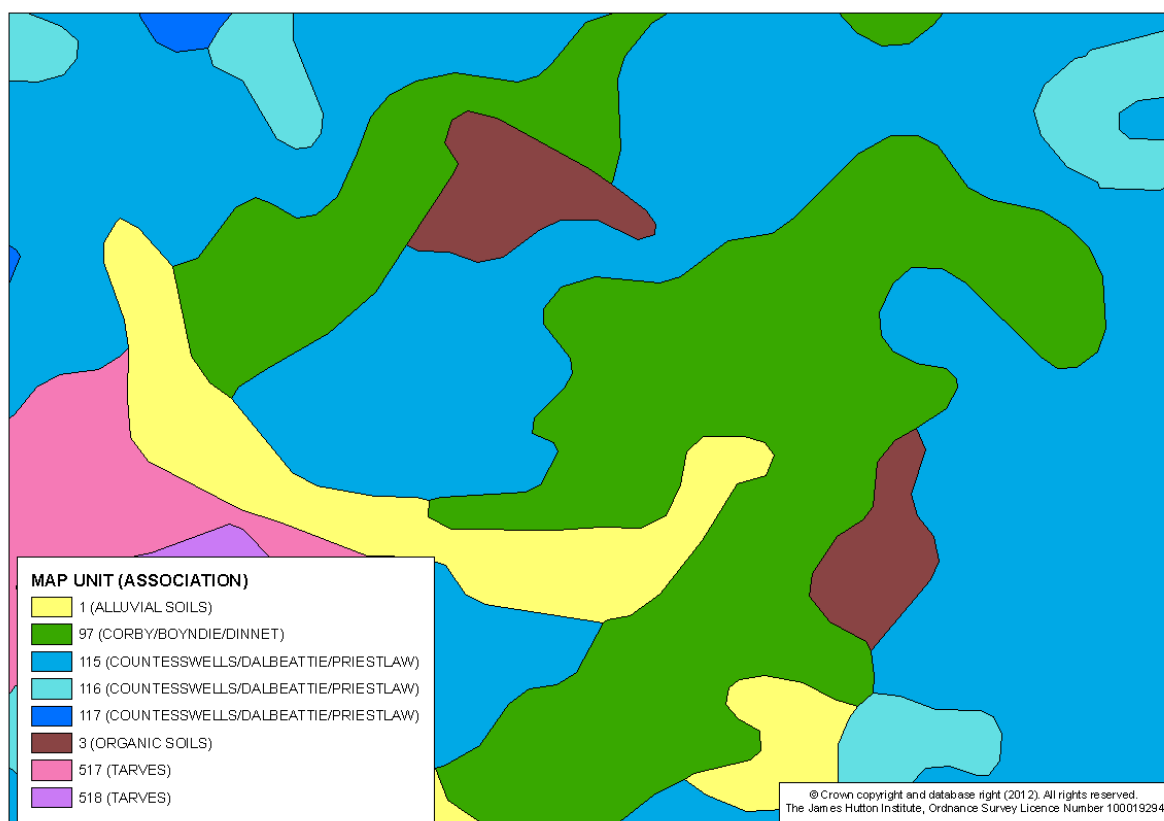 MAP UNIT (ASSOCIATION)
1 (ALLUVIAL SOILS)
97 (CORBY/BOYNDIE/DINNET)
115 (COUNTESSWELLS/DALBEATTIE/PRIESTLAW)
116 (COUNTESSWELLS/DALBEATTIE/PRIESTLAW)
117 (COUNTESSWELLS/DALBEATTIE/PRIESTLAW)
3 (ORGANIC SOILS)
517 (TARVES)
518 (TARVES)
© Crown copyright and database right (2012). All rights reserved.
The James Hutton Institute, Ordnance Survey Licence Number 100019294